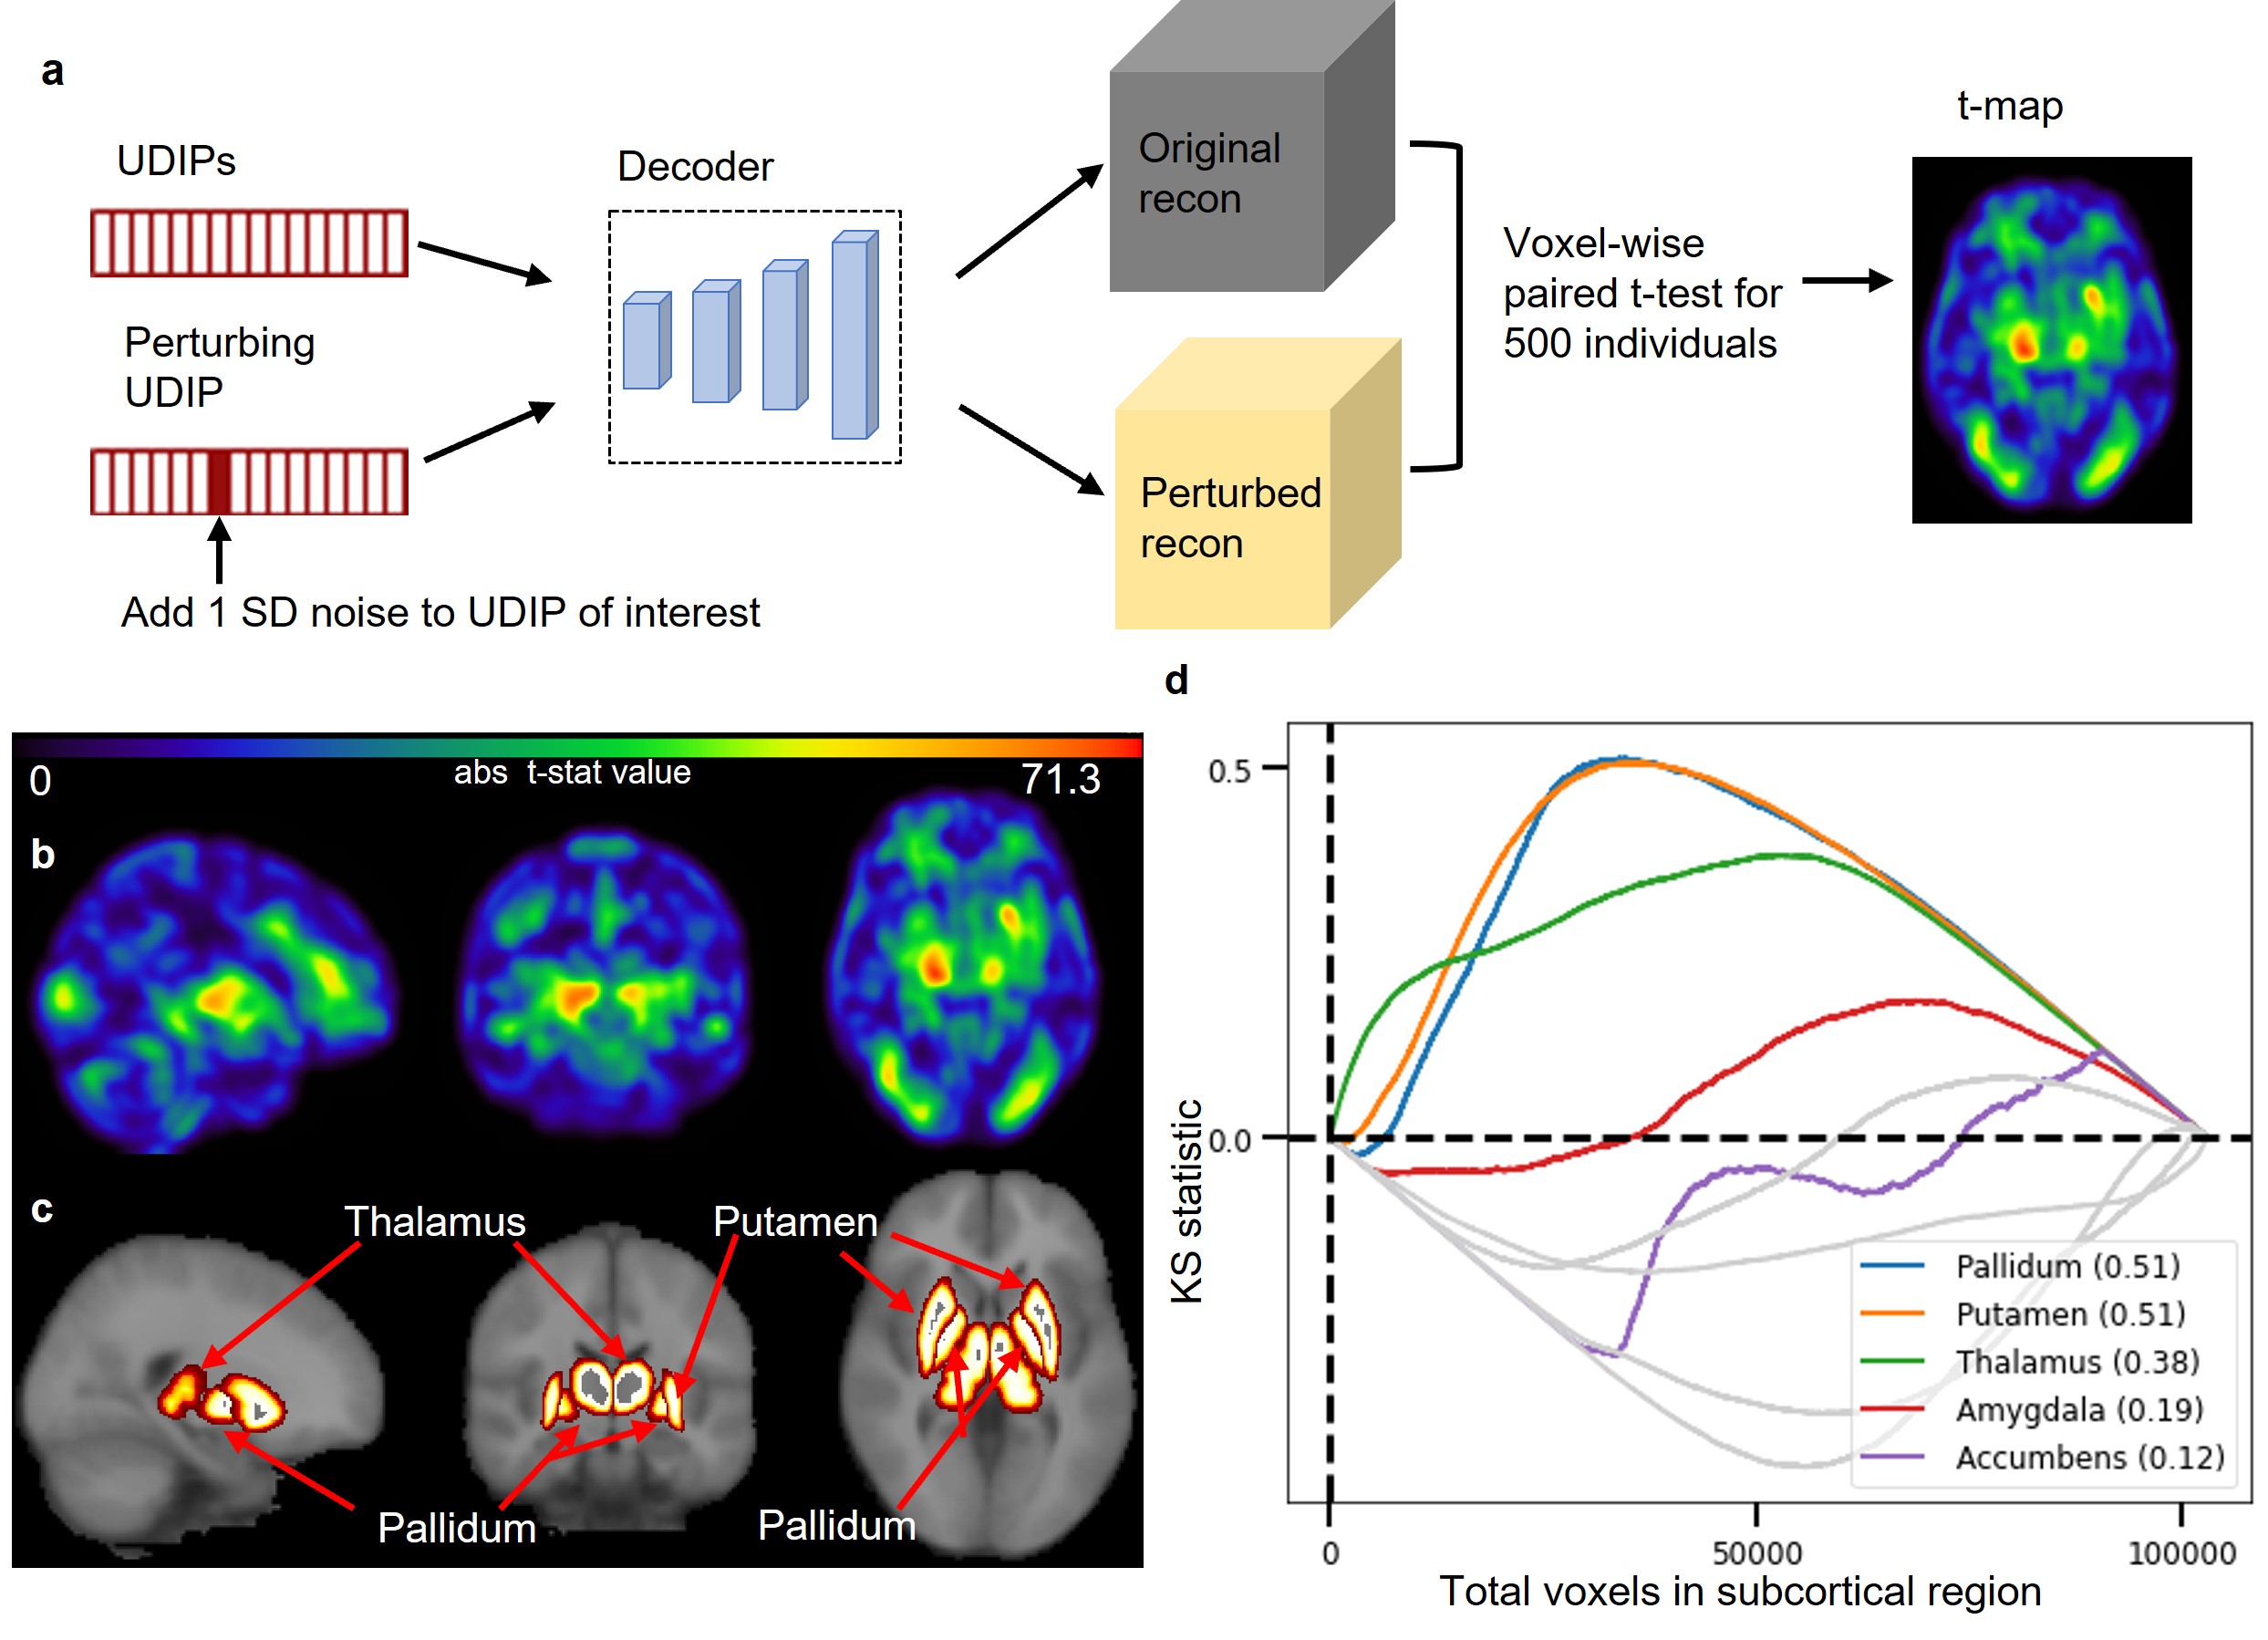 a
UDIPs
Perturbing
UDIP
Add 1 SD noise to UDIP of interest
Decoder
Original
recon
Perturbed
recon
Voxel-wise
paired t-test for
500 individuals
t-map
0
abs t-stat value
71.3
b
c
Thalamus
Putamen
Pallidum
Pallidum
d
KS statistic
0.5
0.0
Pallidum (0.51)
Putamen (0.51)
Thalamus (0.38)
Amygdala (0.19)
Accumbens (0.12)
0
50000
100000
Total voxels in subcortical region